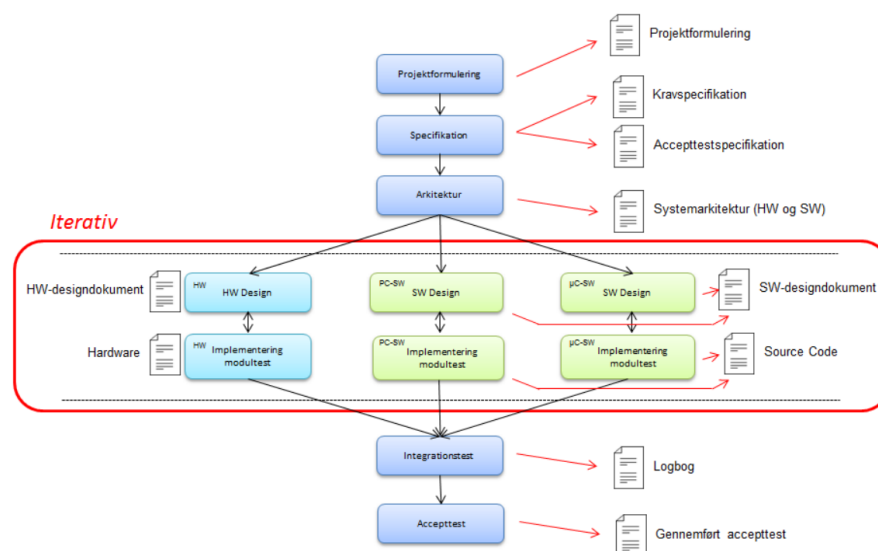 Projektformulering
Projektformulering
Kravspecifikation
Specifikation
Accepttestspecifikation
Arkitektur
Systemarkitektur (HW og SW)
Iterativ
HW-designdokument
HW
HW Design
PC-SW
SW Design
µC-SW
SW Design
SW-designdokument
Hardware
HW
Implementering
modultest
PC-SW
Implementering
modultest
µC-SW
Implementering
modultest
Source Code
Integrationstest
Logbog
Accepttest
Gennemført accepttest